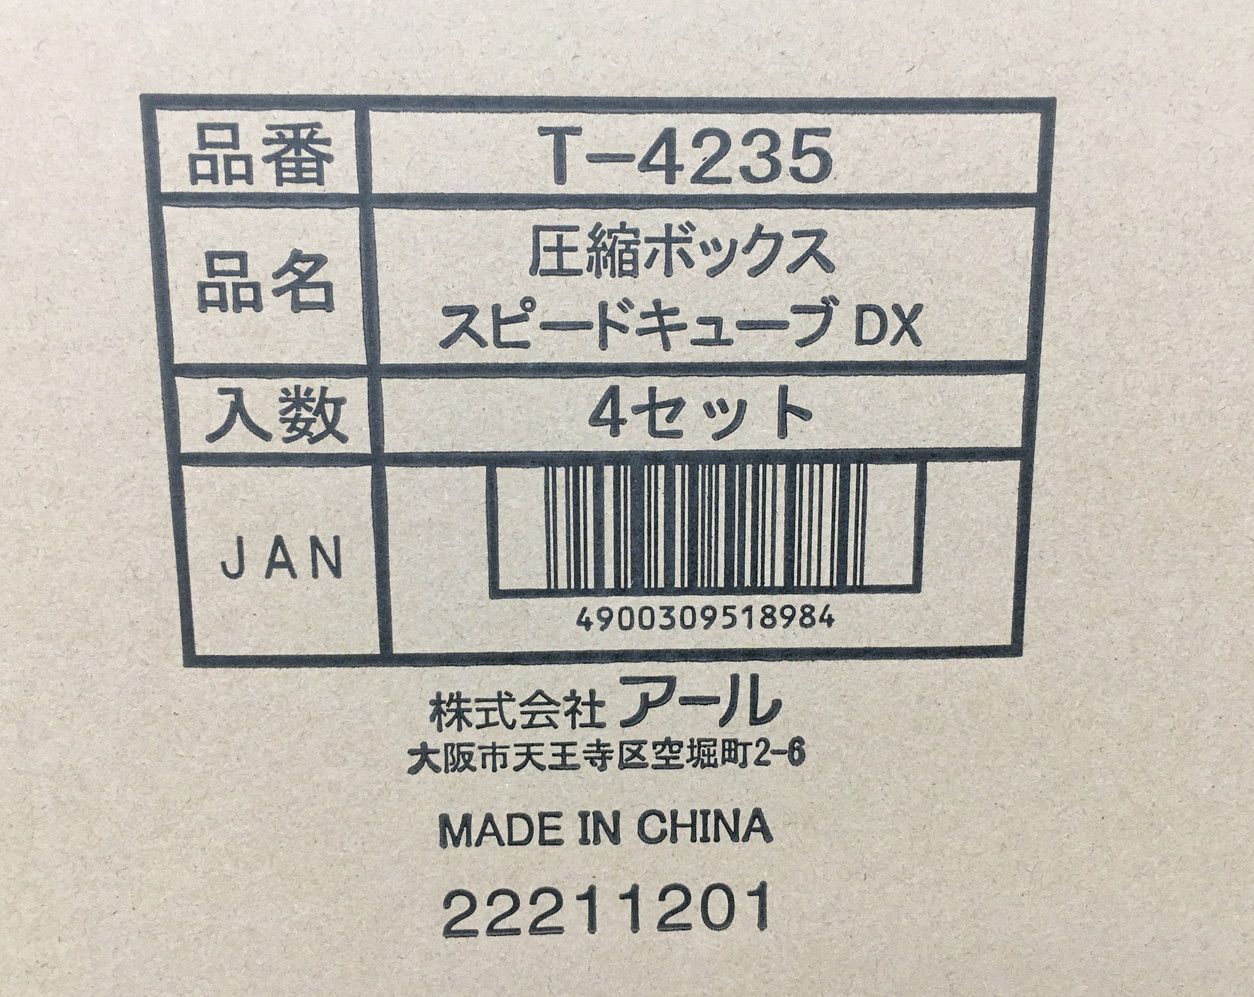 品番 T-4235
品名 圧縮ボックス
スピードキューブ DX
入数 4セット
JAN
4900309518984
株式会社 アール
大阪市天王寺区空堀町2-6
MADE IN CHINA
22211201